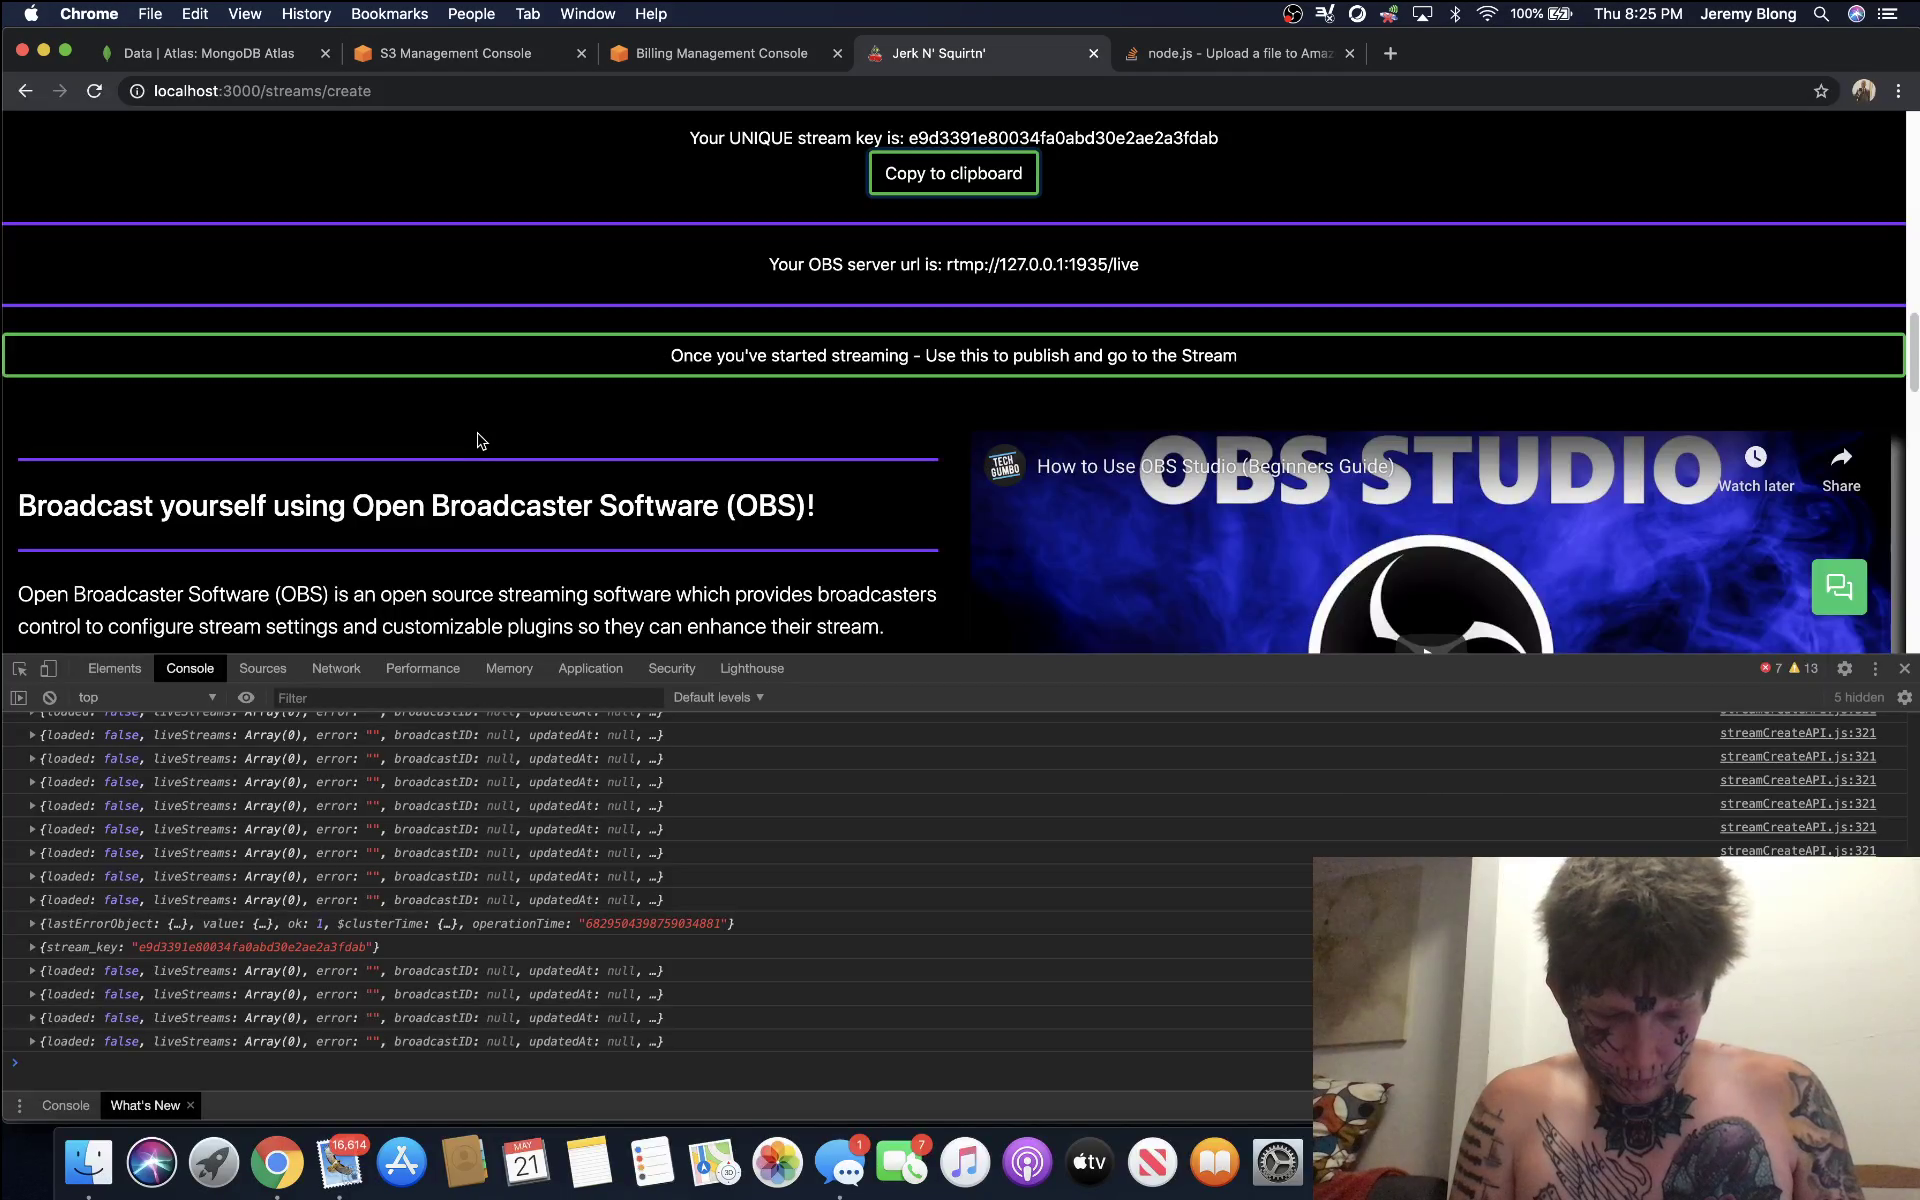 Chrome File Edit View History Bookmarks People Tab Window Help
100% Thu 8:25 PM Jeremy Blong
Data | Atlas: MongoDB Atlas
S3 Management Console
Billing Management Console
Jerk N' Squirtn'
node.js - Upload a file to Amaz
localhost:3000/streams/create
Your UNIQUE stream key is: e9d3391e80034fa0abd30e2ae2a3fdab
Copy to clipboard
Your OBS server url is: rtmp://127.0.0.1:1935/live
Once you've started streaming - Use this to publish and go to the Stream
TECH GUMBO
How to Use OBS Studio (Beginners Guide)
OBS STUDIO
Watch later
Share
Broadcast yourself using Open Broadcaster Software (OBS)!
Open Broadcaster Software (OBS) is an open source streaming software which provides broadcasters
control to configure stream settings and customizable plugins so they can enhance their stream.
Elements Console Sources Network Performance Memory Application Security Lighthouse
7 13
top Filter Default levels ▼ 5 hidden
{loaded: false, liveStreams: Array(0), error: "", broadcastID: null, updatedAt: null, …} streamCreateAPI.js:321
{loaded: false, liveStreams: Array(0), error: "", broadcastID: null, updatedAt: null, …} streamCreateAPI.js:321
{loaded: false, liveStreams: Array(0), error: "", broadcastID: null, updatedAt: null, …} streamCreateAPI.js:321
{loaded: false, liveStreams: Array(0), error: "", broadcastID: null, updatedAt: null, …} streamCreateAPI.js:321
{loaded: false, liveStreams: Array(0), error: "", broadcastID: null, updatedAt: null, …} streamCreateAPI.js:321
{loaded: false, liveStreams: Array(0), error: "", broadcastID: null, updatedAt: null, …} streamCreateAPI.js:321
{loaded: false, liveStreams: Array(0), error: "", broadcastID: null, updatedAt: null, …} streamCreateAPI.js:321
{loaded: false, liveStreams: Array(0), error: "", broadcastID: null, updatedAt: null, …}
{loaded: false, liveStreams: Array(0), error: "", broadcastID: null, updatedAt: null, …}
{lastErrorObject: {…}, value: {…}, ok: 1, $clusterTime: {…}, operationTime: "6829504398759034881"}
{stream_key: "e9d3391e80034fa0abd30e2ae2a3fdab"}
{loaded: false, liveStreams: Array(0), error: "", broadcastID: null, updatedAt: null, …}
{loaded: false, liveStreams: Array(0), error: "", broadcastID: null, updatedAt: null, …}
{loaded: false, liveStreams: Array(0), error: "", broadcastID: null, updatedAt: null, …}
{loaded: false, liveStreams: Array(0), error: "", broadcastID: null, updatedAt: null, …}
Console What's New
16,614
MAY
21
1
7
tv